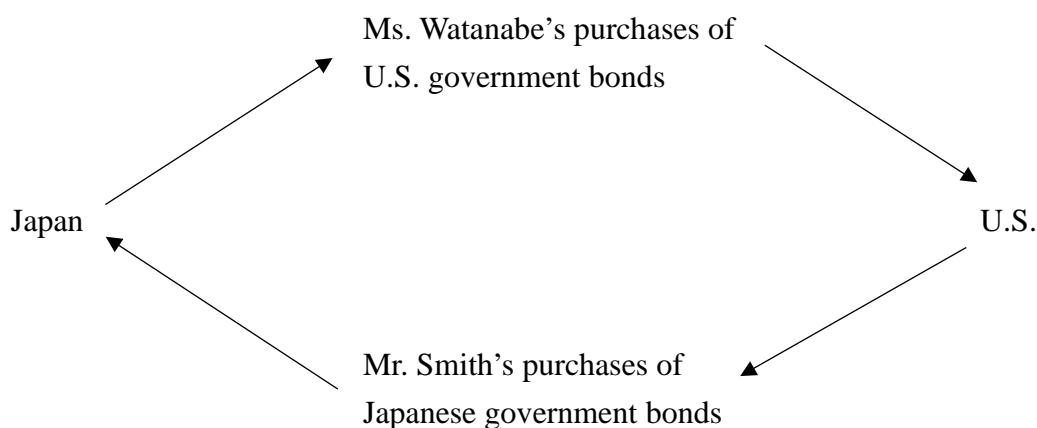 Ms. Watanabe’s purchases of
U.S. government bonds
Japan
U.S.
Mr. Smith’s purchases of
Japanese government bonds